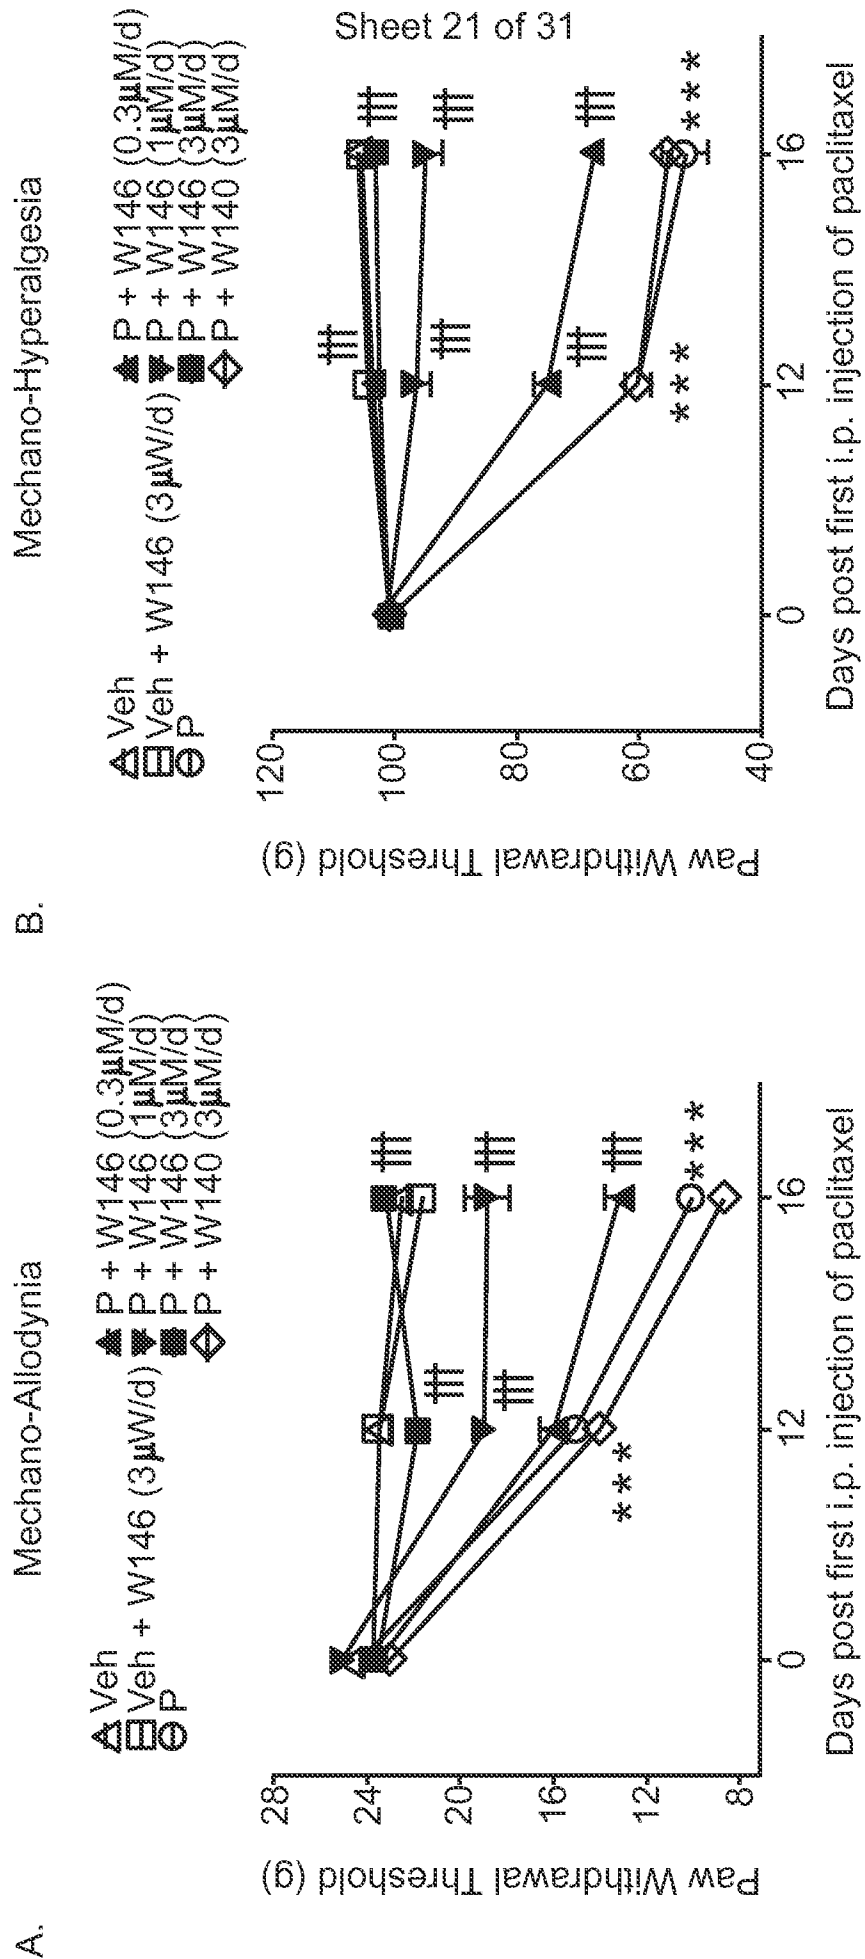 Sheet 21 of 31
A.
Mechano-Allodynia
Veh
Veh + W146 (3µW/d)
P
P + W146 (0.3µM/d)
P + W146 (1µM/d)
P + W146 (3µM/d)
P + W140 (3µM/d)
Paw Withdrawal Threshold (g)
28
24
20
16
12
8
†††
†††
†††
†††
†††
***
***
0
12
16
Days post first i.p. injection of paclitaxel
B.
Mechano-Hyperalgesia
Veh
Veh + W146 (3µW/d)
P
P + W146 (0.3µM/d)
P + W146 (1µM/d)
P + W146 (3µM/d)
P + W140 (3µM/d)
Paw Withdrawal Threshold (g)
120
100
80
60
40
†††
†††
†††
†††
†††
†††
***
***
0
12
16
Days post first i.p. injection of paclitaxel